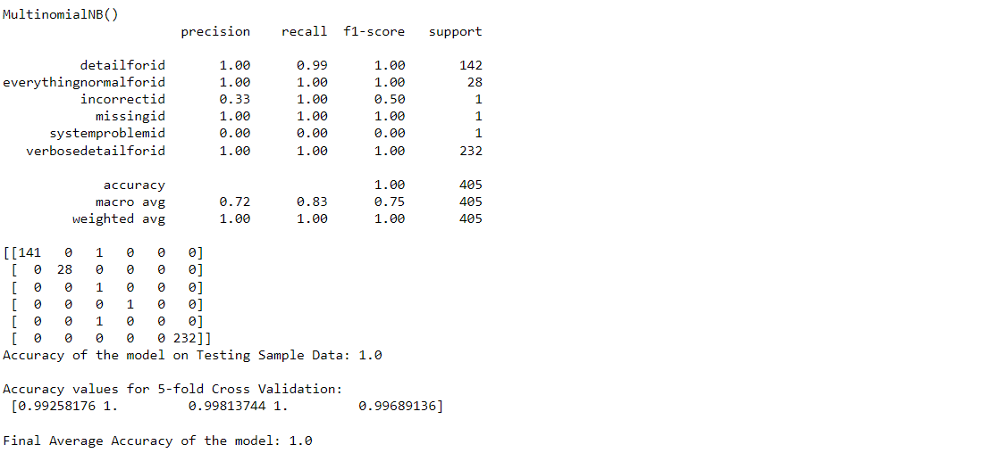 MultinomialNB()
precision recall f1-score support
detailforid 1.00 0.99 1.00 142
everythingnormalforid 1.00 1.00 1.00 28
incorrectid 0.33 1.00 0.50 1
missingid 1.00 1.00 1.00 1
systemproblemid 0.00 0.00 0.00 1
verbosedetailforid 1.00 1.00 1.00 232
accuracy 1.00 405
macro avg 0.72 0.83 0.75 405
weighted avg 1.00 1.00 1.00 405
[[141 0 1 0 0 0]
[ 0 28 0 0 0 0]
[ 0 0 1 0 0 0]
[ 0 0 0 1 0 0]
[ 0 0 1 0 0 0]
[ 0 0 0 0 0 232]]
Accuracy of the model on Testing Sample Data: 1.0
Accuracy values for 5-fold Cross Validation:
[0.99258176 1. 0.99813744 1. 0.99689136]
Final Average Accuracy of the model: 1.0